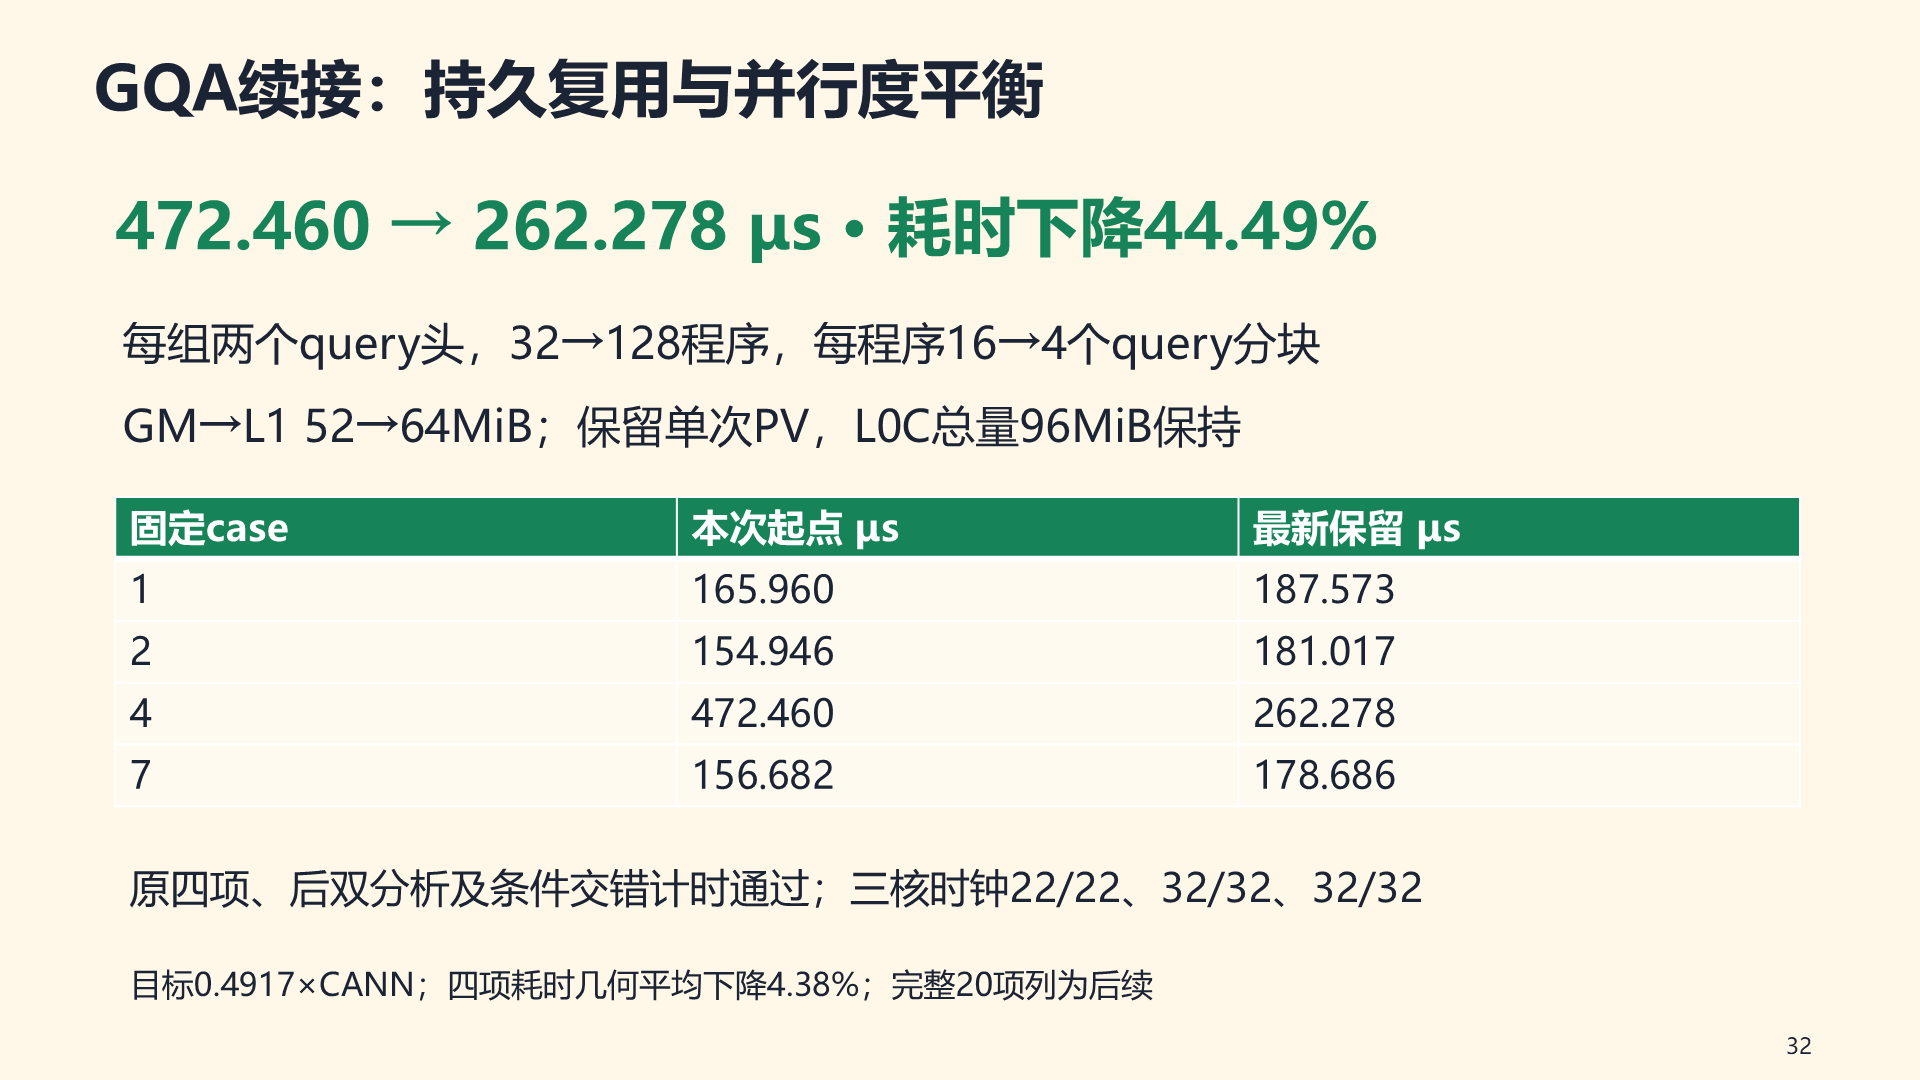 GQA续接：持久复用与并行度平衡
472.460 → 262.278 μs · 耗时下降44.49%
每组两个query头，32→128程序，每程序16→4个query分块
GM→L1 52→64MiB；保留单次PV，L0C总量96MiB保持
固定case 本次起点 μs 最新保留 μs
1 165.960 187.573
2 154.946 181.017
4 472.460 262.278
7 156.682 178.686
原四项、后双分析及条件交错计时通过；三核时钟22/22、32/32、32/32
目标0.4917×CANN；四项耗时几何平均下降4.38%；完整20项列为后续
32